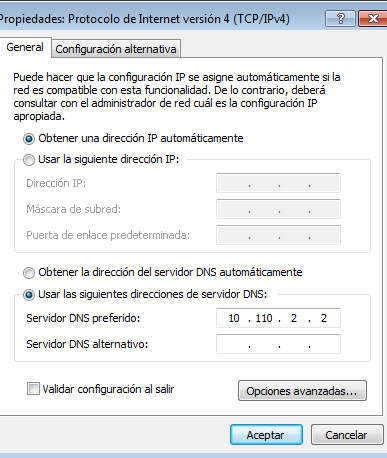 Propiedades: Protocolo de Internet versión 4 (TCP/IPv4)
General
Configuración alternativa
Puede hacer que la configuración IP se asigne automáticamente si la
red es compatible con esta funcionalidad. De lo contrario, deberá
consultar con el administrador de red cuál es la configuración IP
apropiada.
Obtener una dirección IP automáticamente
Usar la siguiente dirección IP:
Dirección IP:
Máscara de subred:
Puerta de enlace predeterminada:
Obtener la dirección del servidor DNS automáticamente
Usar las siguientes direcciones de servidor DNS:
Servidor DNS preferido: 10 . 110 . 2 . 2
Servidor DNS alternativo: . . .
Validar configuración al salir
Opciones avanzadas...
Aceptar
Cancelar